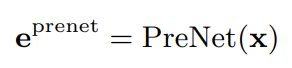 e^prenet = PreNet(x)